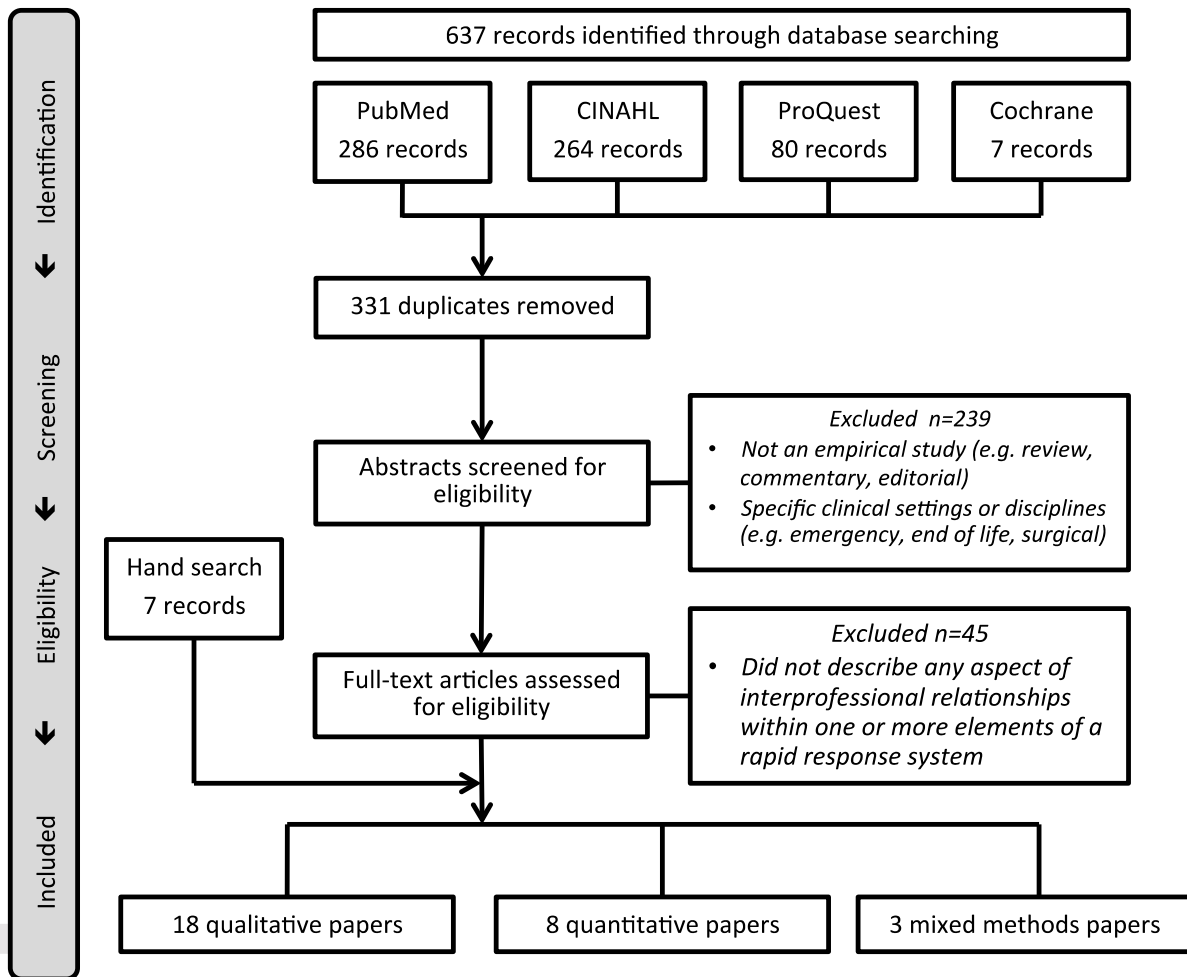 637 records identified through database searching
PubMed
286 records
CINAHL
264 records
ProQuest
80 records
Cochrane
7 records
Identification
331 duplicates removed
Screening
Abstracts screened for
eligibility
Excluded n=239
• Not an empirical study (e.g. review,
commentary, editorial)
• Specific clinical settings or disciplines
(e.g. emergency, end of life, surgical)
Hand search
7 records
Eligibility
Full-text articles assessed
for eligibility
Excluded n=45
• Did not describe any aspect of
interprofessional relationships
within one or more elements of a
rapid response system
Included
18 qualitative papers
8 quantitative papers
3 mixed methods papers